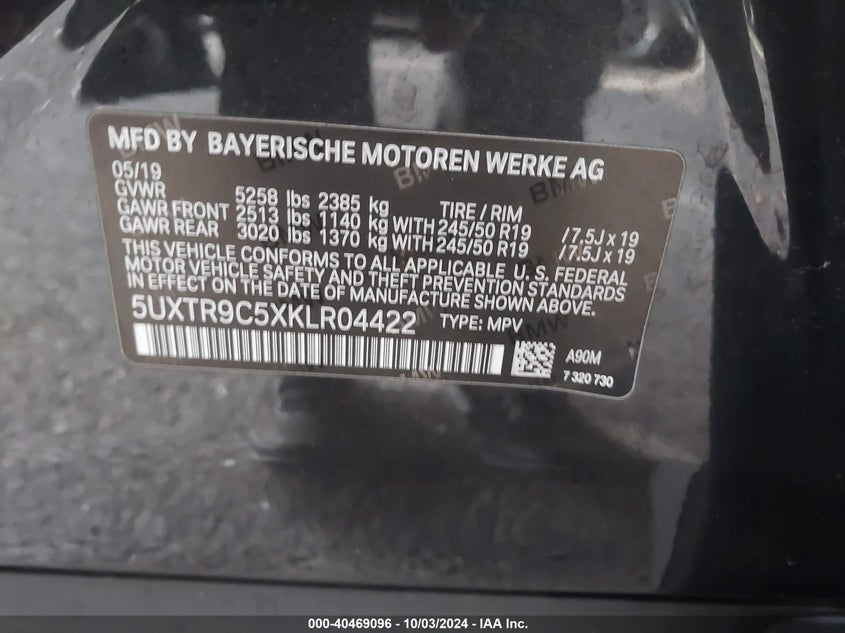 MFD BY BAYERISCHE MOTOREN WERKE AG
05/19
GVWR 5258 lbs 2385 kg TIRE / RIM
GAWR FRONT 2513 lbs 1140 kg WITH 245/50 R19 /7.5J x 19
GAWR REAR 3020 lbs 1370 kg WITH 245/50 R19 /7.5J x 19
THIS VEHICLE CONFORMS TO ALL APPLICABLE U. S. FEDERAL
MOTOR VEHICLE SAFETY AND THEFT PREVENTION STANDARDS
IN EFFECT ON THE DATE OF MANUFACTURE SHOWN ABOVE.
5UXTR9C5XKLR04422 TYPE: MPV
A90M
7 320 730
000-40469096 - 10/03/2024 - IAA Inc.